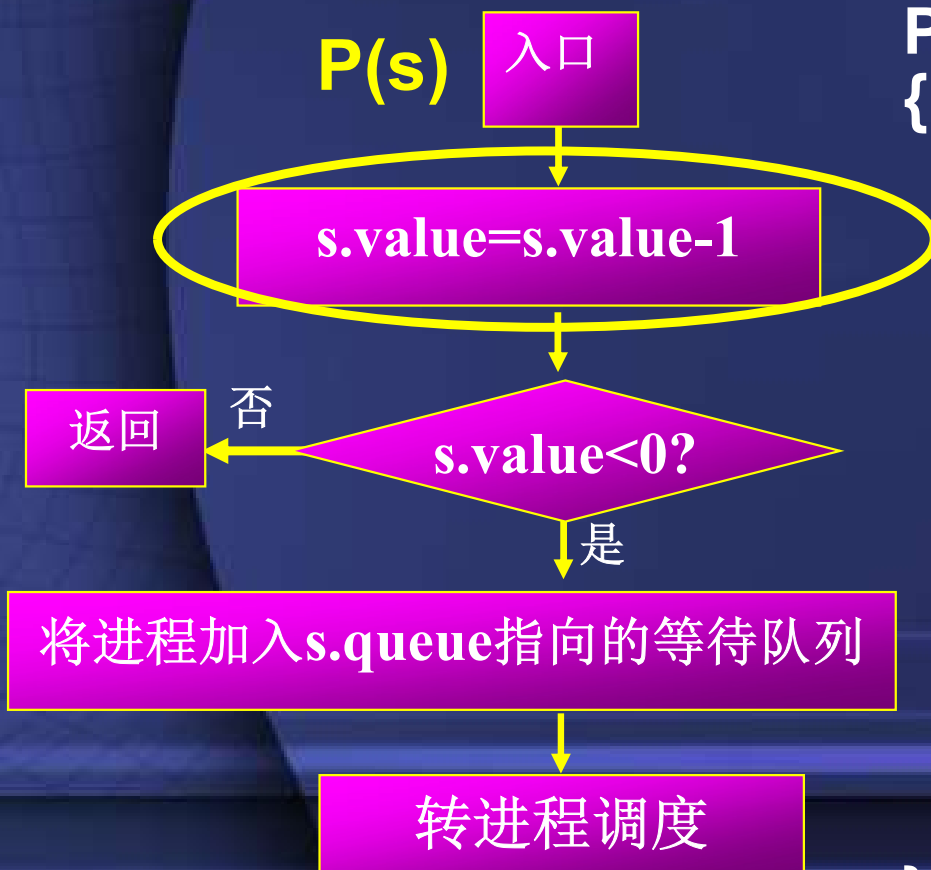 P(s)
入口
P
{
s.value=s.value-1
否
返回
s.value<0?
是
将进程加入s.queue指向的等待队列
转进程调度